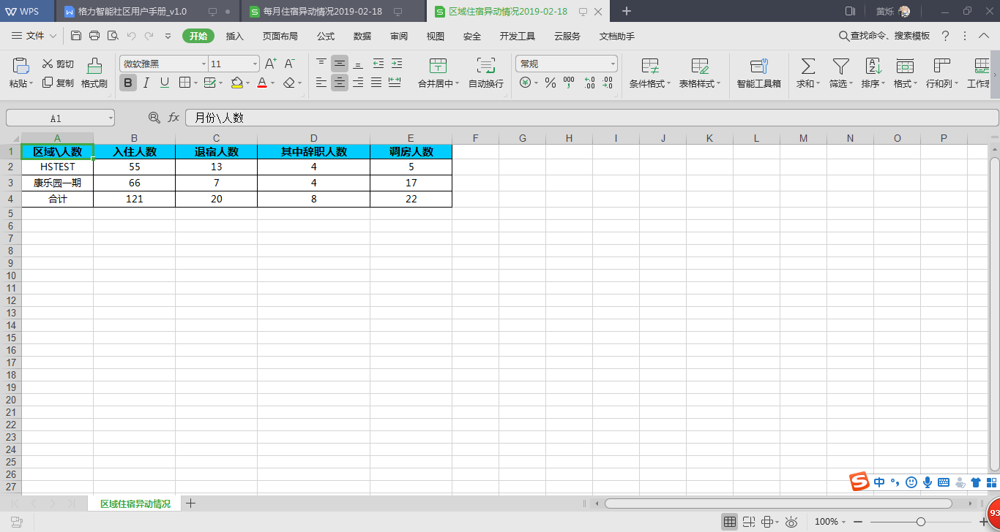 WPS 格力智能社区用户手册_v1.0 每月住宿异动情况2019-02-18 区域住宿异动情况2019-02-18 黄烁
文件 开始 插入 页面布局 公式 数据 审阅 视图 安全 开发工具 云服务 文档助手 查找命令、搜索模板
粘贴 剪切 复制 格式刷 微软雅黑 11 B I U A 合并居中 自动换行 常规 条件格式 表格样式 智能工具箱 求和 筛选 排序 格式 行和列 工作表
A1 fx 月份\人数
A B C D E F G H I J K L M N O P
1 区域\人数 入住人数 退宿人数 其中辞职人数 调房人数
2 HSTEST 55 13 4 5
3 康乐园一期 66 7 4 17
4 合计 121 20 8 22
5
6
7
8
9
10
11
12
13
14
15
16
17
18
19
20
21
22
23
24
25
26
27
中
区域住宿异动情况
100%
93